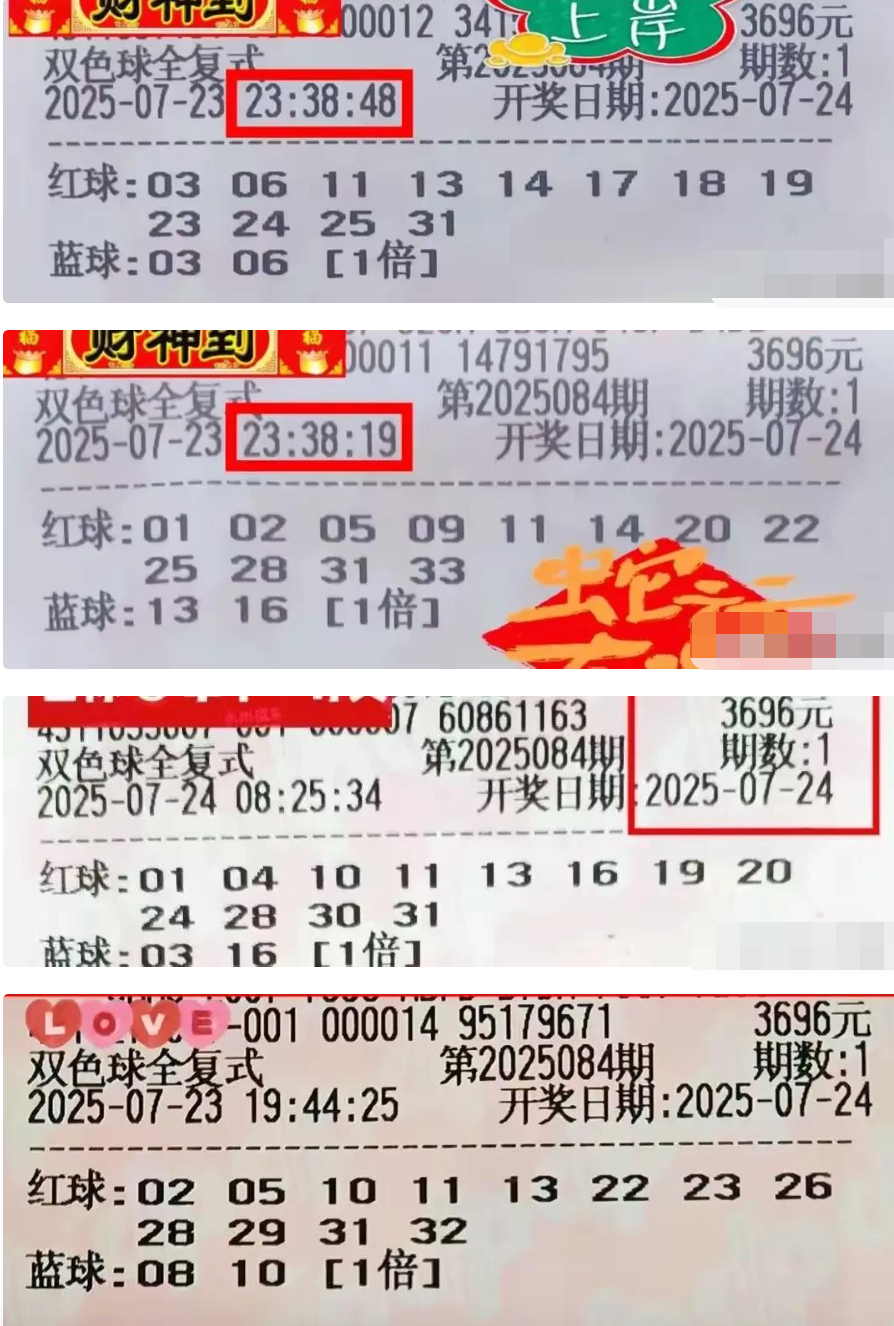 财神到
00012 341
上岸
3696元
双色球全复式 第2025084期 期数:1
2025-07-23 23:38:48 开奖日期:2025-07-24
红球:03 06 11 13 14 17 18 19
23 24 25 31
蓝球:03 06 [1倍]
福 财神到 福
00011 14791795 3696元
双色球全复式 第2025084期 期数:1
2025-07-23 23:38:19 开奖日期:2025-07-24
红球:01 02 05 09 11 14 20 22
25 28 31 33
蓝球:13 16 [1倍]
蛇
07 60861163 3696元
双色球全复式 第2025084期 期数:1
2025-07-24 08:25:34 开奖日期:2025-07-24
红球:01 04 10 11 13 16 19 20
24 28 30 31
蓝球:03 16 [1倍]
LOVE
-001 000014 95179671 3696元
双色球全复式 第2025084期 期数:1
2025-07-23 19:44:25 开奖日期:2025-07-24
红球:02 05 10 11 13 22 23 26
28 29 31 32
蓝球:08 10 [1倍]